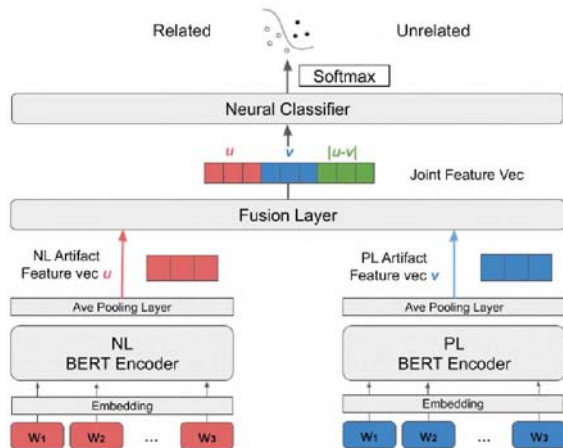 Related
Unrelated
Softmax
Neural Classifier
u v |u-v|
Joint Feature Vec
Fusion Layer
NL Artifact
Feature vec u
PL Artifact
Feature vec v
Ave Pooling Layer
Ave Pooling Layer
NL
BERT Encoder
PL
BERT Encoder
Embedding
Embedding
W1 W2 ... W3
W1 W2 ... W3